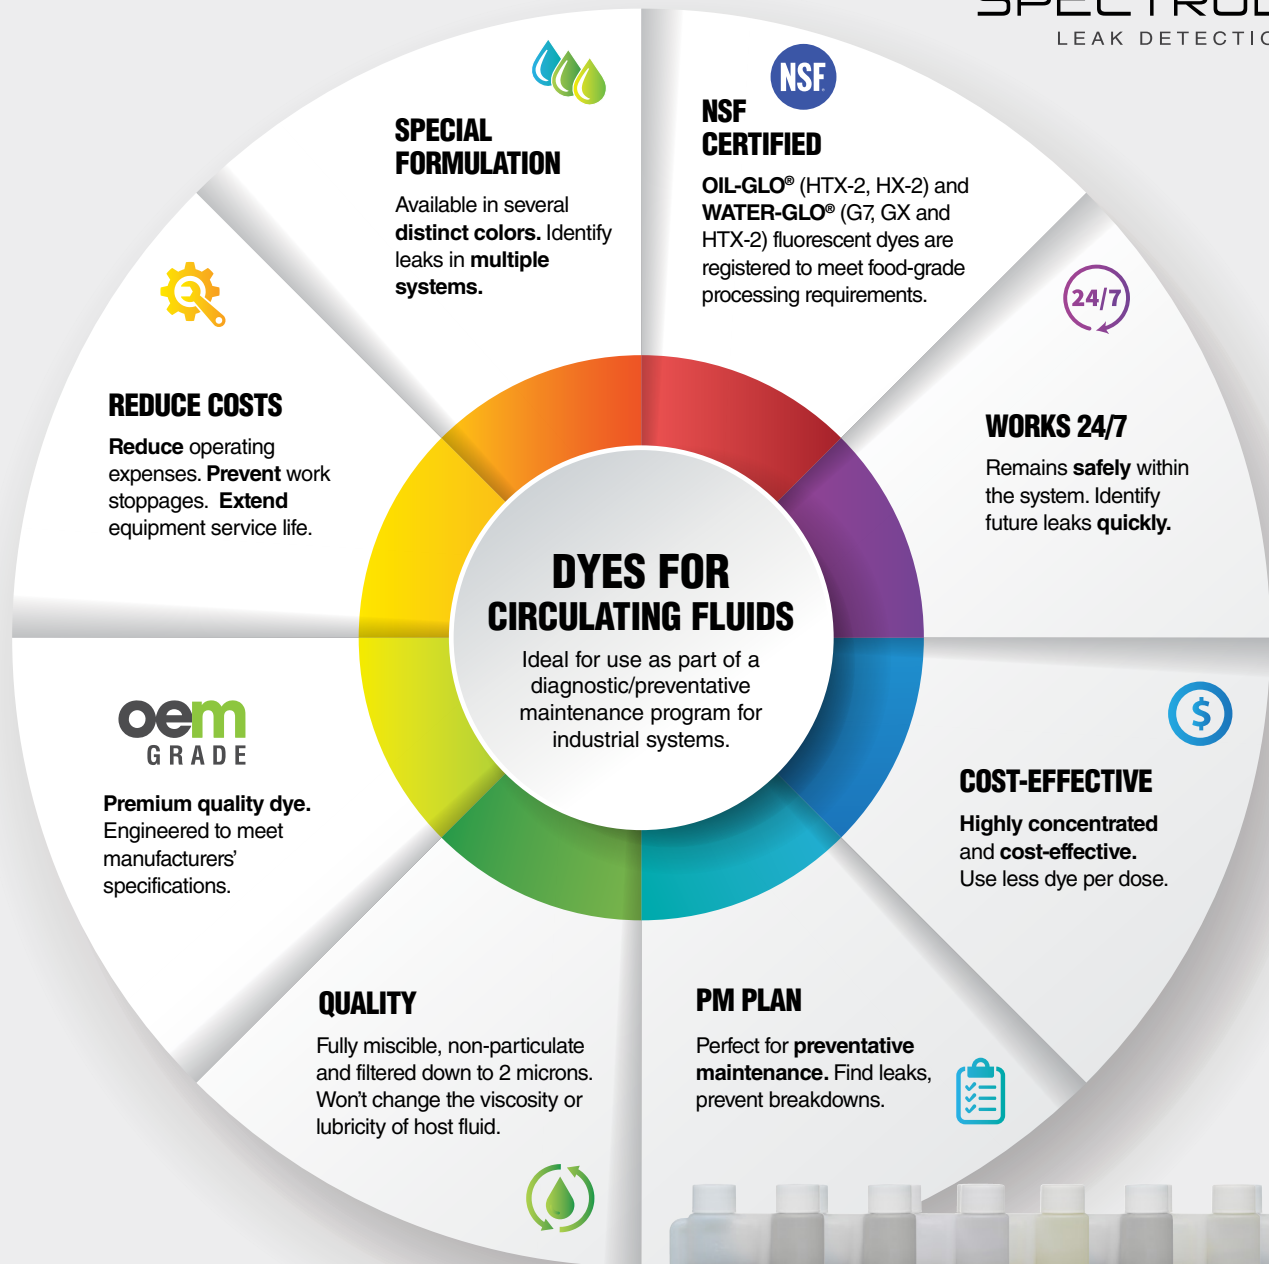 LEAK DETECTIO
NSF
SPECIAL
FORMULATION
Available in several
distinct colors. Identify
leaks in multiple
systems.
NSF
CERTIFIED
OIL-GLO® (HTX-2, HX-2) and
WATER-GLO® (G7, GX and
HTX-2) fluorescent dyes are
registered to meet food-grade
processing requirements.
24/7
WORKS 24/7
Remains safely within
the system. Identify
future leaks quickly.
REDUCE COSTS
Reduce operating
expenses. Prevent work
stoppages. Extend
equipment service life.
DYES FOR
CIRCULATING FLUIDS
Ideal for use as part of a
diagnostic/preventative
maintenance program for
industrial systems.
oem
GRADE
Premium quality dye.
Engineered to meet
manufacturers'
specifications.
$
COST-EFFECTIVE
Highly concentrated
and cost-effective.
Use less dye per dose.
QUALITY
Fully miscible, non-particulate
and filtered down to 2 microns.
Won't change the viscosity or
lubricity of host fluid.
PM PLAN
Perfect for preventative
maintenance. Find leaks,
prevent breakdowns.